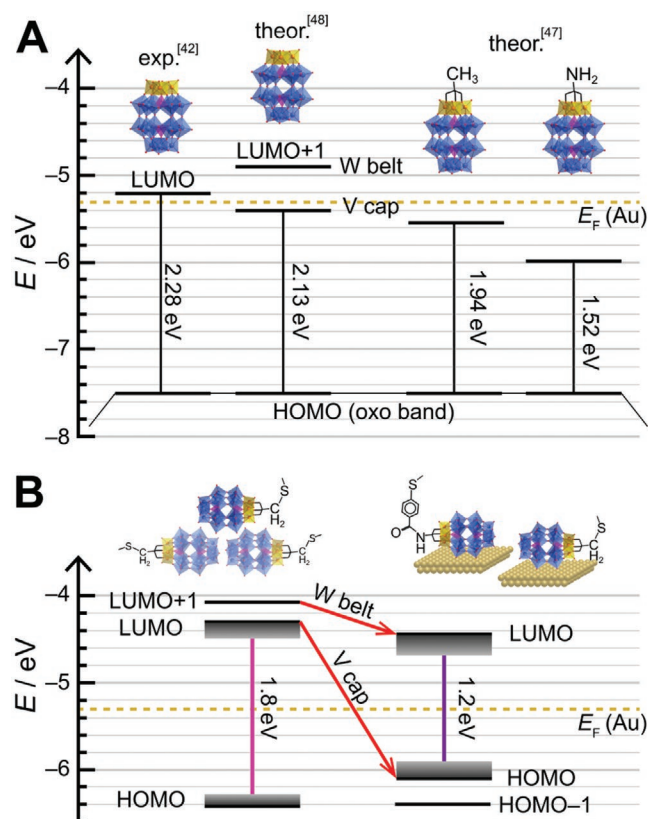 A
exp.[42]
theor.[48]
theor.[47]
CH3
NH2
–4
–5
–6
–7
–8
E / eV
LUMO+1
W belt
LUMO
V cap
EF (Au)
2.28 eV
2.13 eV
1.94 eV
1.52 eV
HOMO (oxo band)
B
S
C
H2
S
C
H2
S
C
H2
S
O
N
H
S
C
H2
–4
–5
–6
E / eV
LUMO+1
W belt
LUMO
LUMO
V cap
1.8 eV
1.2 eV
EF (Au)
HOMO
HOMO
HOMO–1